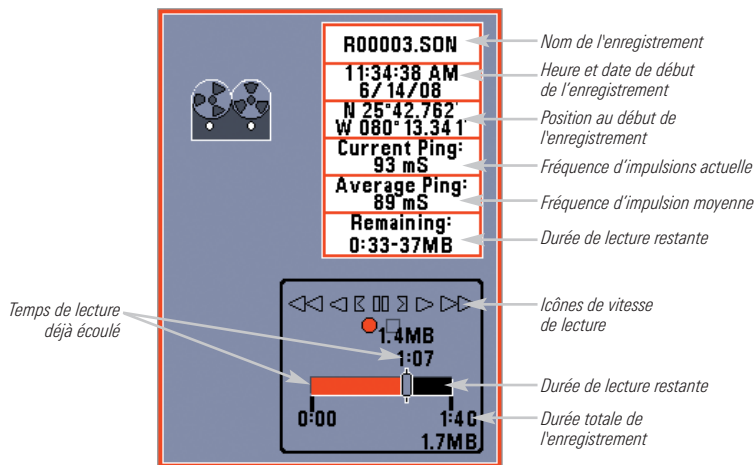 R00003.SON
11:34:38 AM
6/14/08
N 25°42.762'
W 080°13.341'
Current Ping:
93 mS
Average Ping:
89 mS
Remaining:
0:33-37MB
Nom de l'enregistrement
Heure et date de début
de l'enregistrement
Position au début de
l'enregistrement
Fréquence d'impulsions actuelle
Fréquence d'impulsion moyenne
Durée de lecture restante
Temps de lecture
déjà écoulé
1.4MB
1:07
0:00
1:40
1.7MB
Icônes de vitesse
de lecture
Durée de lecture restante
Durée totale de
l'enregistrement